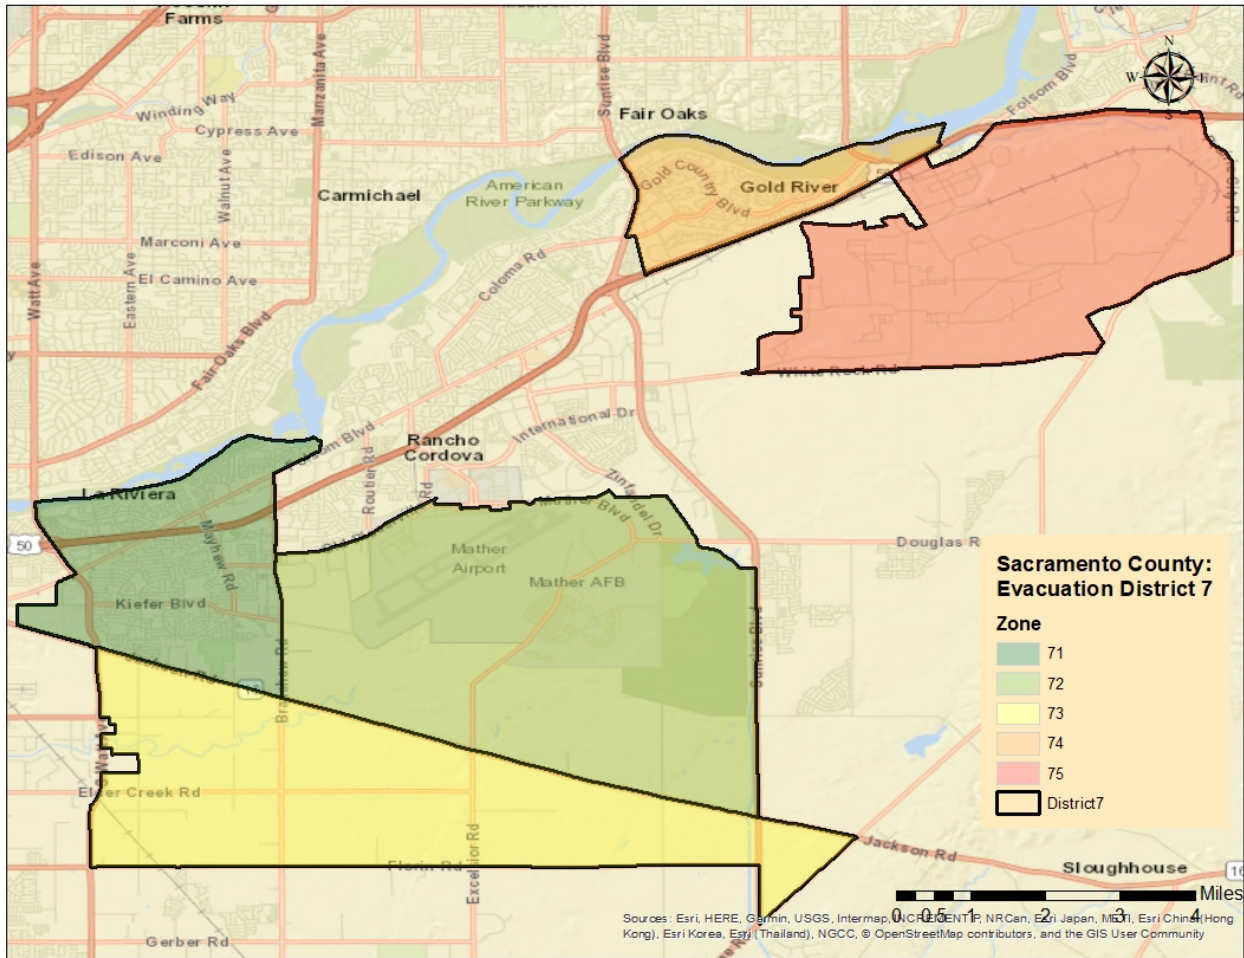 Farms
Winding Way
Cypress Ave
Edison Ave
Manzanita Ave
Walnut Ave
Sunrise Blvd
Fair Oaks
Folsom Blvd
N
W
E
S
Carmichael
American
River Parkway
Gold Country Blvd
Gold River
Marconi Ave
El Camino Ave
Watt Ave
Eastern Ave
Fair Oaks Blvd
Coloma Rd
White Rock Rd
International Dr
Rancho
Cordova
Routier Rd
Zinfandel Dr
La Riviera
50
Mayhew Rd
Kiefer Blvd
Mather Blvd
Mather
Airport
Mather AFB
Douglas R
Bradshaw Rd
16
Sunrise Blvd
Elder Creek Rd
Florin Rd
Excelsior Rd
Gerber Rd
Jackson Rd
Sloughhouse
16
Sacramento County:
Evacuation District 7
Zone
71
72
73
74
75
District7
Miles
0 0.5 1 2 3 4
Sources: Esri, HERE, Garmin, USGS, Intermap, INCREMENT P, NRCan, Esri Japan, METI, Esri China (Hong
Kong), Esri Korea, Esri (Thailand), NGCC, © OpenStreetMap contributors, and the GIS User Community